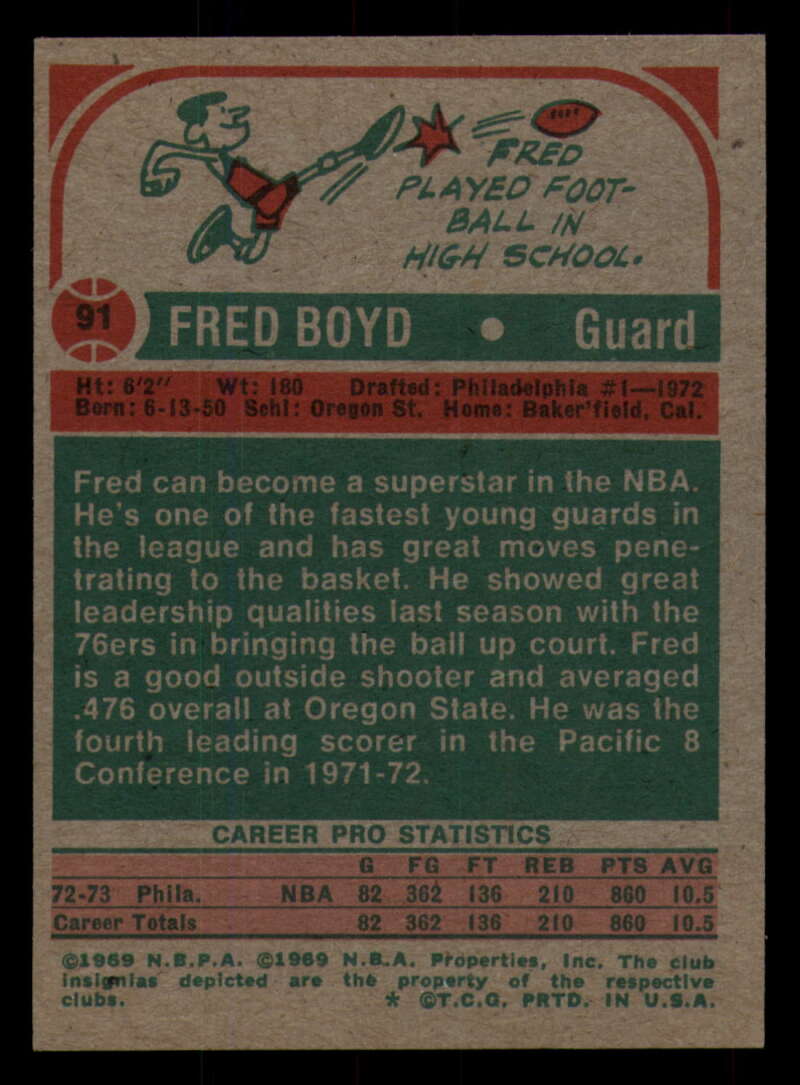 FRED
PLAYED FOOT-
BALL IN
HIGH SCHOOL.
91 FRED BOYD • Guard
Ht: 6'2" Wt: 180 Drafted: Philadelphia #1—1972
Born: 6-13-50 Schl: Oregon St. Home: Baker'field, Cal.
Fred can become a superstar in the NBA.
He's one of the fastest young guards in
the league and has great moves pene-
trating to the basket. He showed great
leadership qualities last season with the
76ers in bringing the ball up court. Fred
is a good outside shooter and averaged
.476 overall at Oregon State. He was the
fourth leading scorer in the Pacific 8
Conference in 1971-72.
CAREER PRO STATISTICS
G FG FT REB PTS AVG
72-73 Phila. NBA 82 362 136 210 860 10.5
Career Totals 82 362 136 210 860 10.5
©1969 N.B.P.A. ©1969 N.B.A. Properties, Inc. The club
insignias depicted are the property of the respective
clubs. * ©T.C.G. PRTD. IN U.S.A.